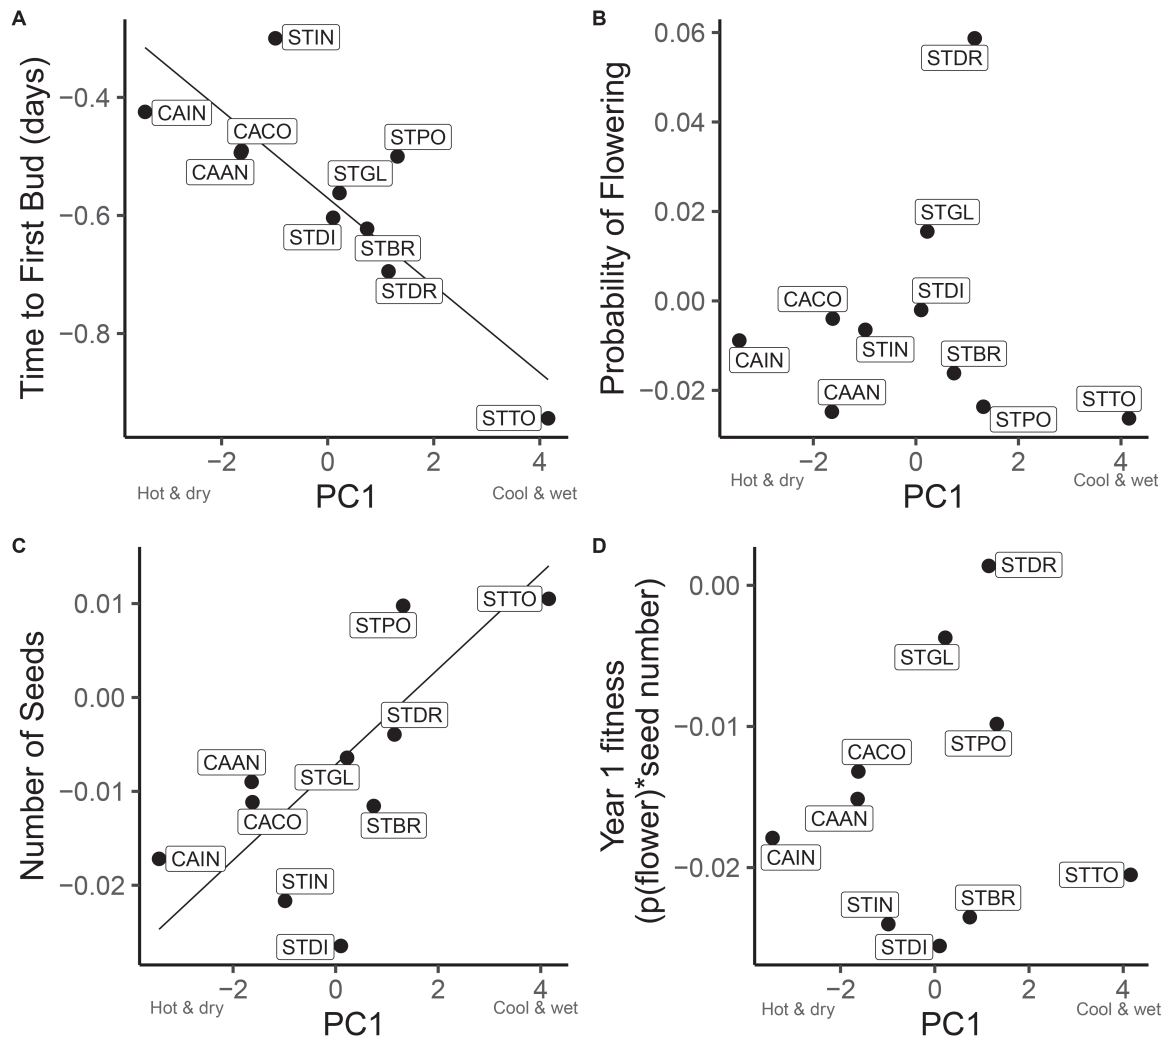 A
Time to First Bud (days)
−0.4
−0.6
−0.8
STIN
CAIN
CACO
STPO
CAAN
STGL
STDI
STBR
STDR
STTO
−2
0
2
4
Hot & dry
PC1
Cool & wet
B
Probability of Flowering
0.06
0.04
0.02
0.00
−0.02
STDR
STGL
CACO
STDI
STIN
CAIN
STBR
CAAN
STPO
STTO
−2
0
2
4
Hot & dry
PC1
Cool & wet
C
Number of Seeds
0.01
0.00
−0.01
−0.02
STTO
STPO
STDR
CAAN
STGL
CACO
STBR
CAIN
STIN
STDI
−2
0
2
4
Hot & dry
PC1
Cool & wet
D
Year 1 fitness
(p(flower)*seed number)
0.00
−0.01
−0.02
STDR
STGL
STPO
CACO
CAAN
CAIN
STTO
STIN
STBR
STDI
−2
0
2
4
Hot & dry
PC1
Cool & wet